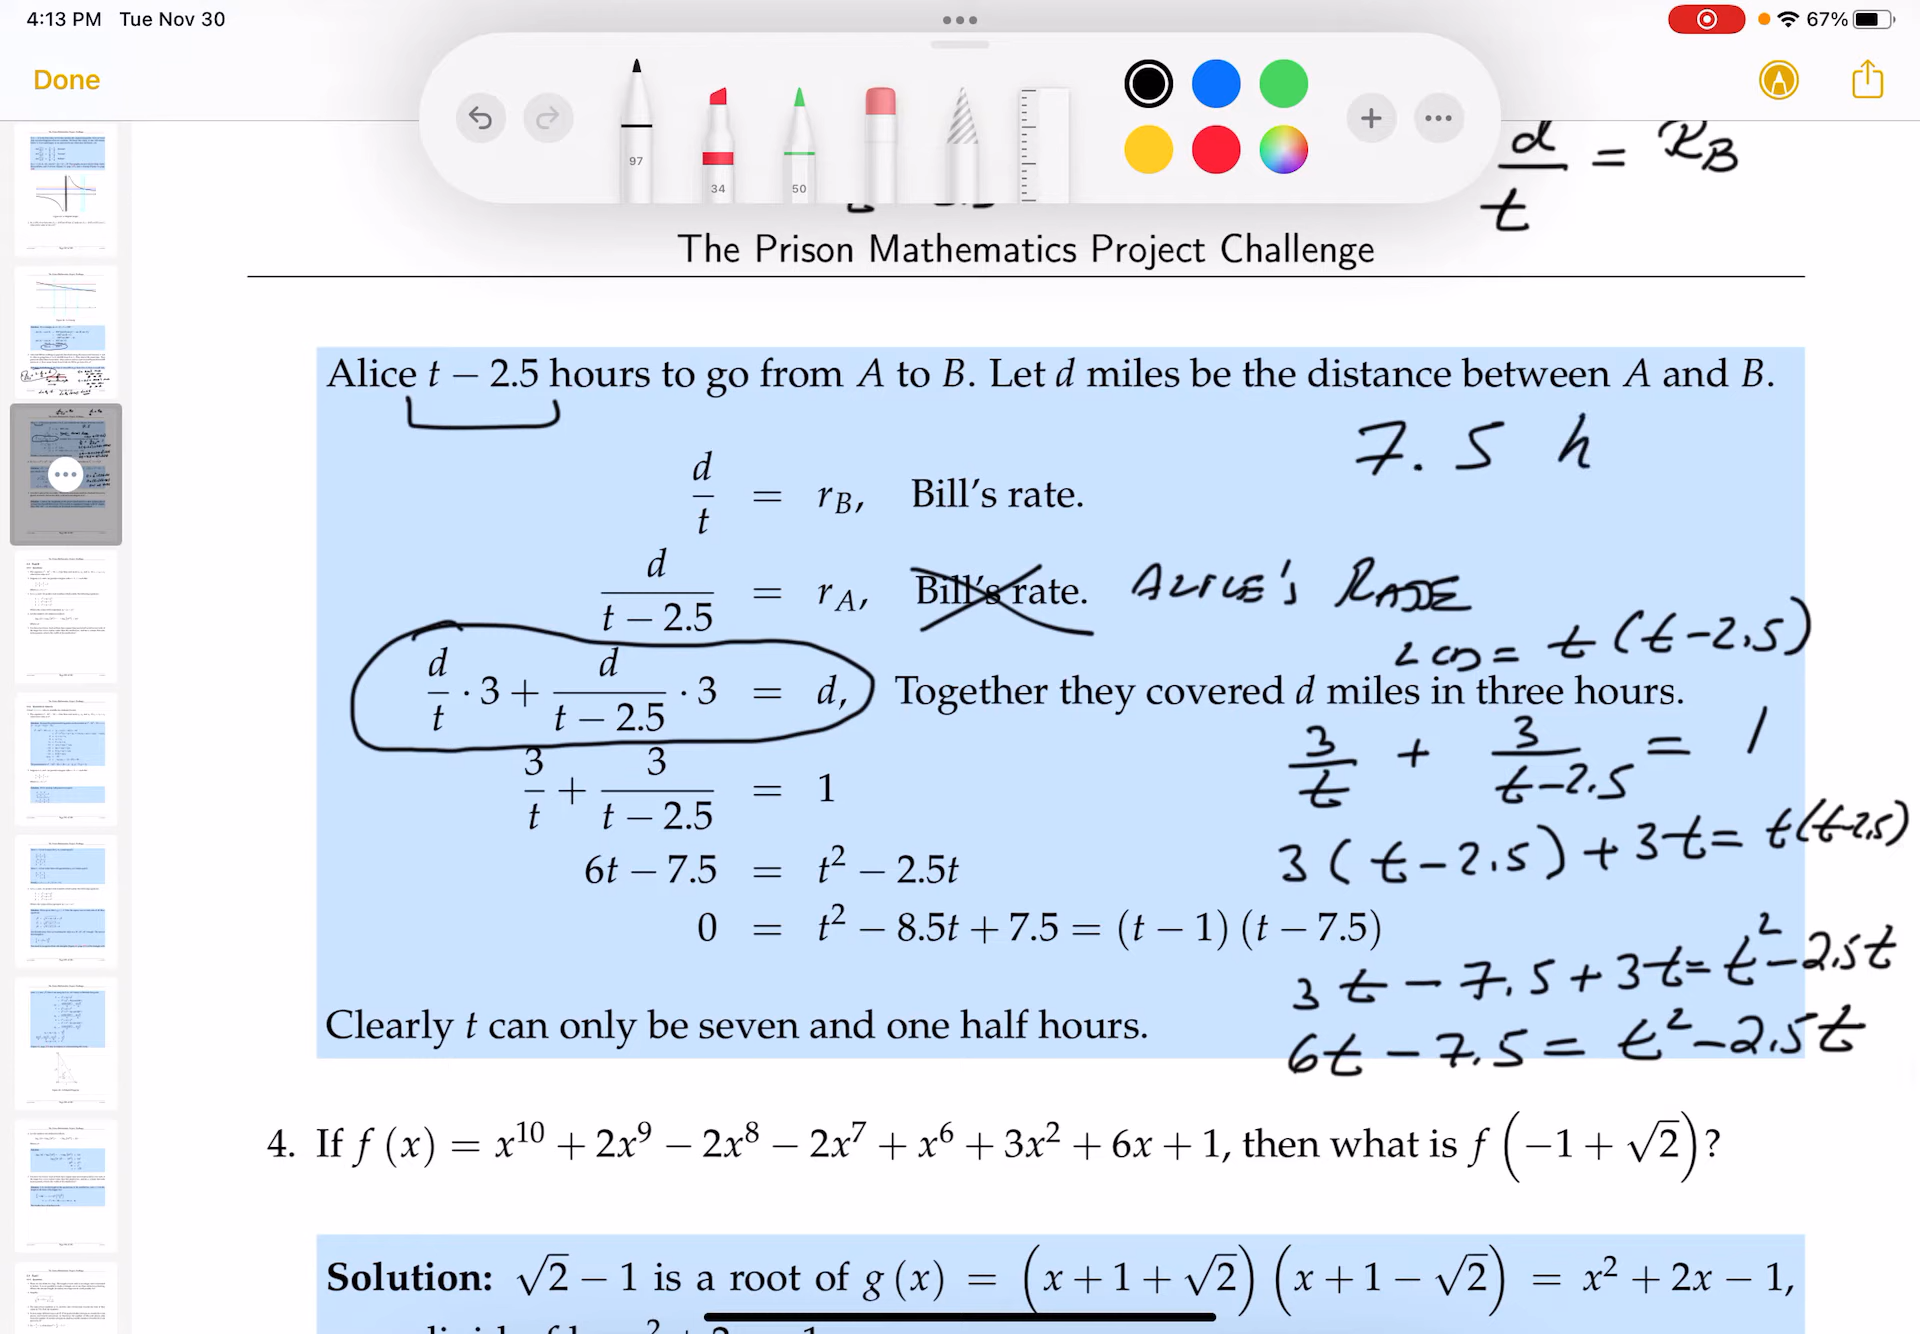 4:13 PM Tue Nov 30
67%
Done
97
34
50
d/t = RB
The Prison Mathematics Project Challenge
Alice t − 2.5 hours to go from A to B. Let d miles be the distance between A and B.
7.5 h
d/t = rB, Bill's rate.
d/(t − 2.5) = rA, Bill's rate. ALICE'S RATE
LCD = t(t-2.5)
d/t · 3 + d/(t − 2.5) · 3 = d, Together they covered d miles in three hours.
3/t + 3/(t-2.5) = 1
3/t + 3/(t − 2.5) = 1
3(t-2.5)+3t= t(t-2.5)
6t − 7.5 = t² − 2.5t
0 = t² − 8.5t + 7.5 = (t − 1) (t − 7.5)
3t - 7.5+3t= t²-2.5t
Clearly t can only be seven and one half hours.
6t - 7.5 = t²-2.5t
4. If f (x) = x¹⁰ + 2x⁹ − 2x⁸ − 2x⁷ + x⁶ + 3x² + 6x + 1, then what is f (−1 + √2)?
Solution: √2 − 1 is a root of g (x) = (x + 1 + √2) (x + 1 − √2) = x² + 2x − 1,